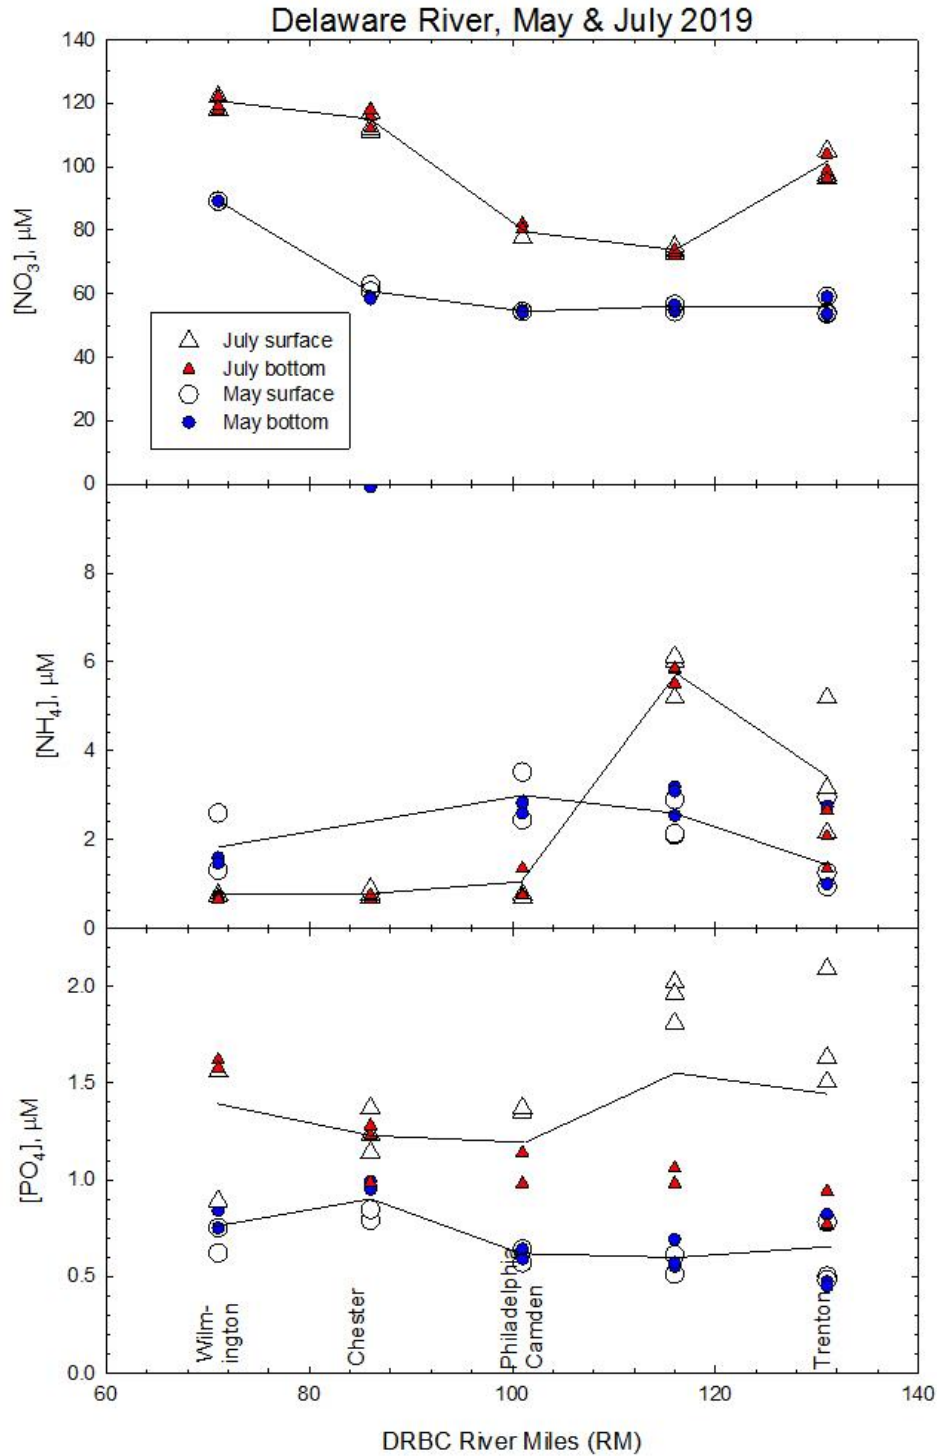 Delaware River, May & July 2019
140
120
100
80
60
40
20
0
[NO3], μM
July surface
July bottom
May surface
May bottom
8
6
4
2
0
[NH4], μM
2.0
1.5
1.0
0.5
0.0
[PO4], μM
Wilm-
ington
Chester
Philadelphia
Camden
Trenton
60
80
100
120
140
DRBC River Miles (RM)